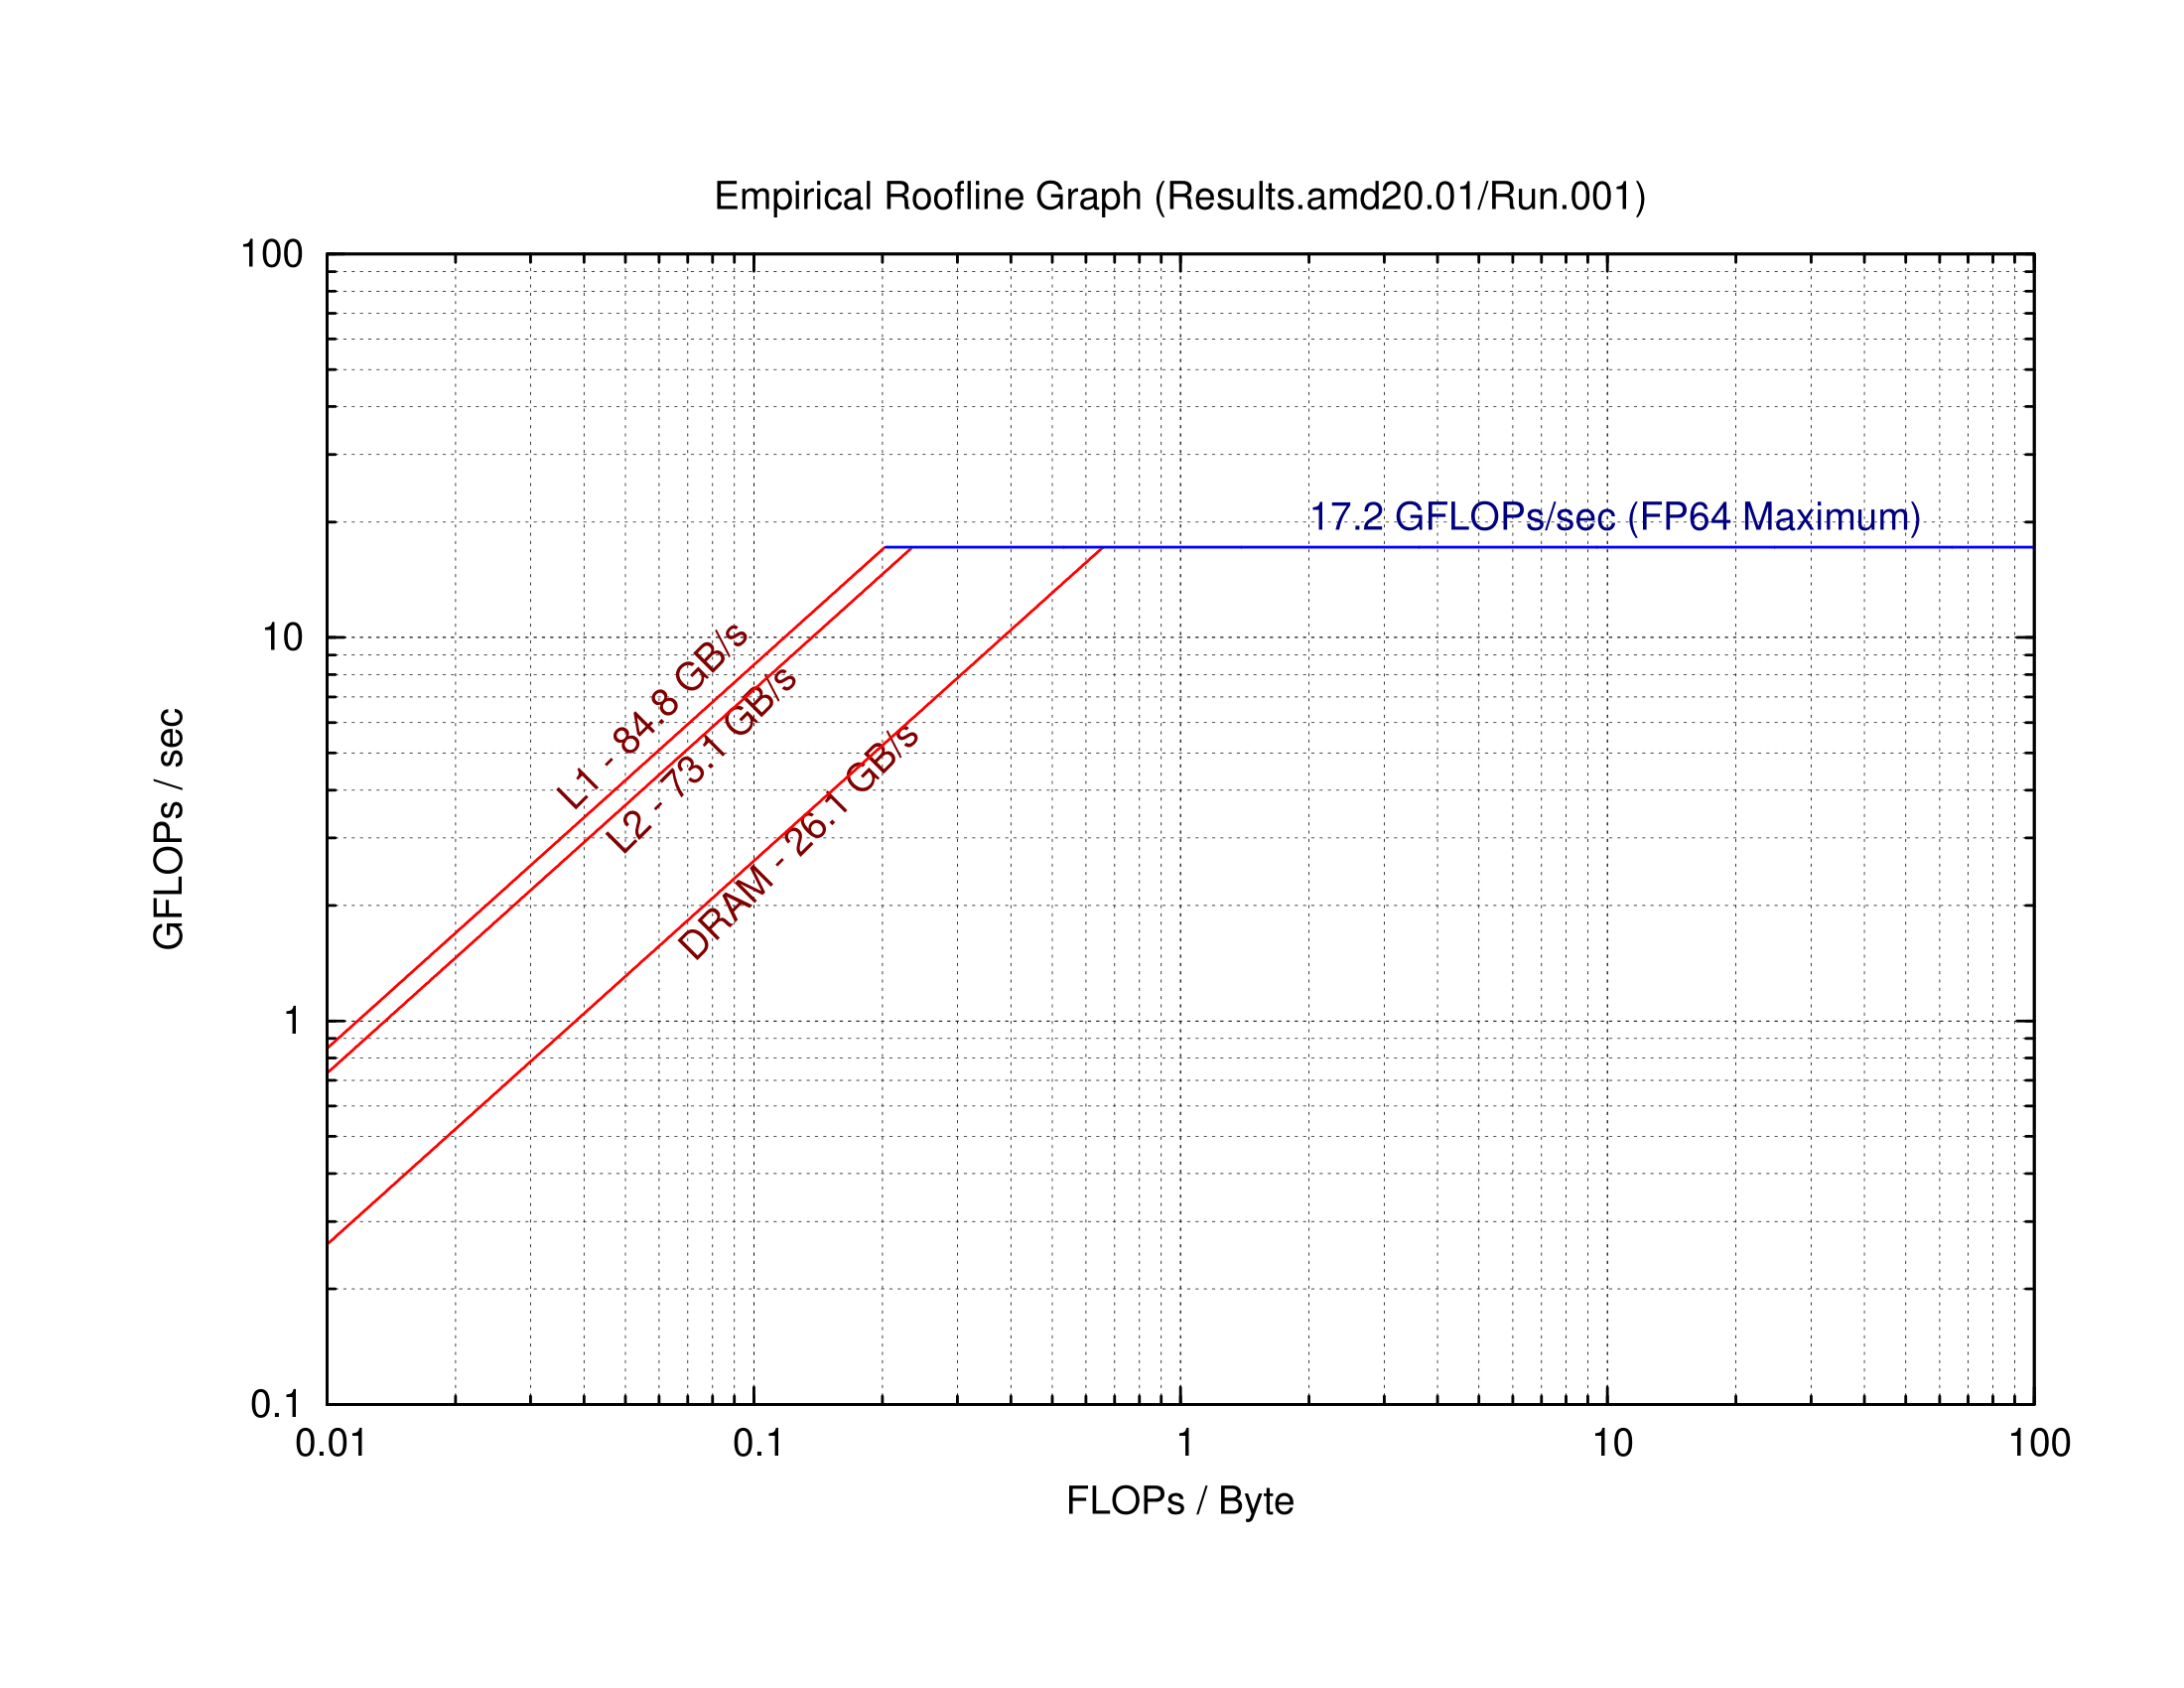 Empirical Roofline Graph (Results.amd20.01/Run.001)
100
10
1
0.1
GFLOPs / sec
17.2 GFLOPs/sec (FP64 Maximum)
L1 - 84.8 GB/s
L2 - 73.1 GB/s
DRAM - 26.1 GB/s
0.01
0.1
1
10
100
FLOPs / Byte